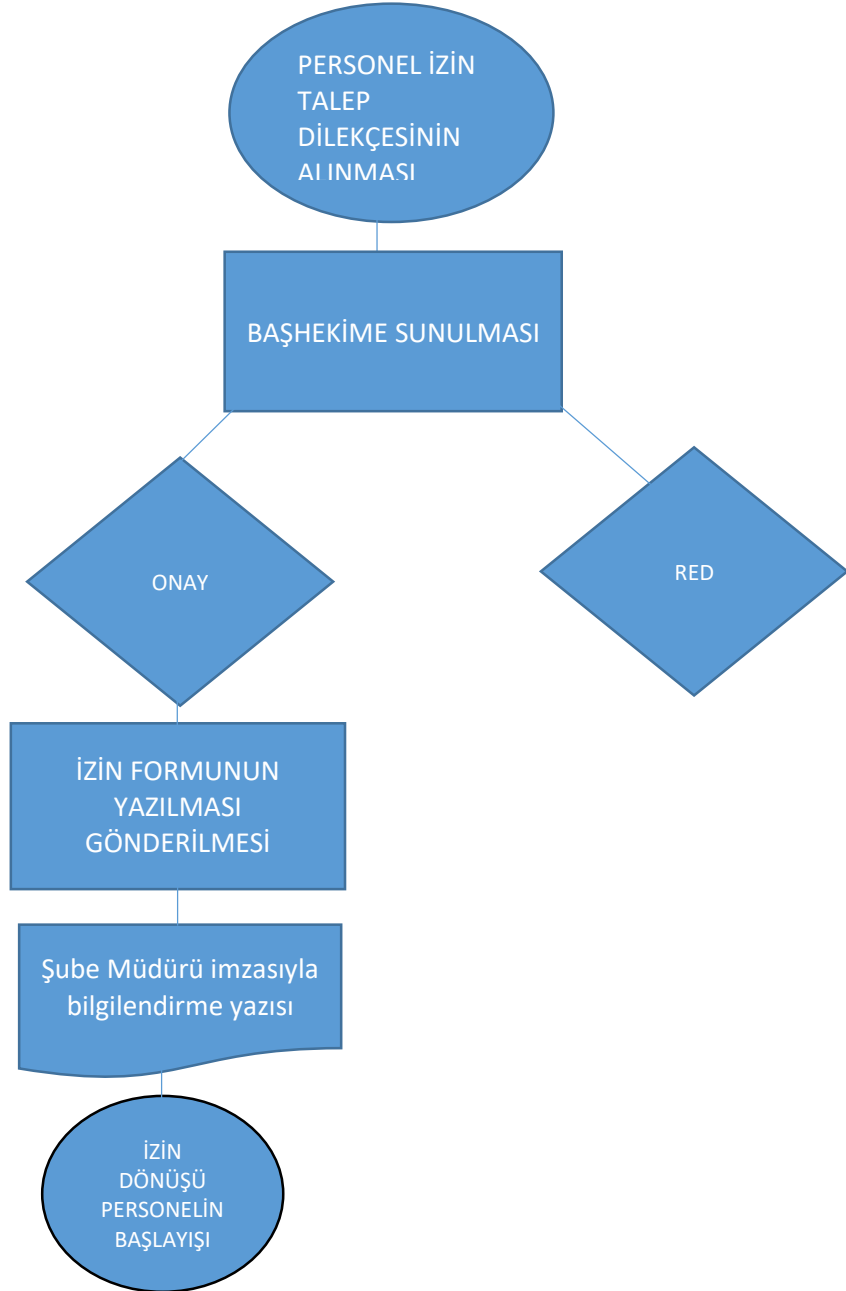 PERSONEL İZİN
TALEP
DİLEKÇESİNİN
ALINMASI
BAŞHEKİME SUNULMASI
ONAY
RED
İZİN FORMUNUN
YAZILMASI
GÖNDERİLMESİ
Şube Müdürü imzasıyla
bilgilendirme yazısı
İZİN
DÖNÜŞÜ
PERSONELİN
BAŞLAYIŞI